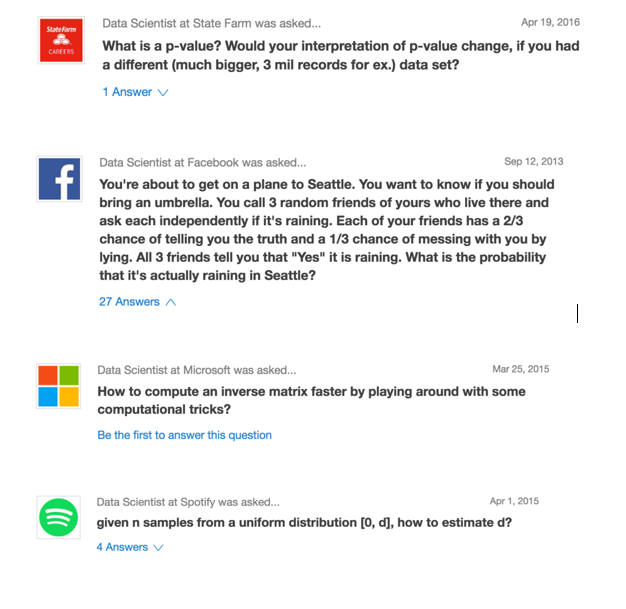 StateFarm
CAREERS
Data Scientist at State Farm was asked...
Apr 19, 2016
What is a p-value? Would your interpretation of p-value change, if you had
a different (much bigger, 3 mil records for ex.) data set?
1 Answer
Data Scientist at Facebook was asked...
Sep 12, 2013
You're about to get on a plane to Seattle. You want to know if you should
bring an umbrella. You call 3 random friends of yours who live there and
ask each independently if it's raining. Each of your friends has a 2/3
chance of telling you the truth and a 1/3 chance of messing with you by
lying. All 3 friends tell you that "Yes" it is raining. What is the probability
that it's actually raining in Seattle?
27 Answers
Data Scientist at Microsoft was asked...
Mar 25, 2015
How to compute an inverse matrix faster by playing around with some
computational tricks?
Be the first to answer this question
Data Scientist at Spotify was asked...
Apr 1, 2015
given n samples from a uniform distribution [0, d], how to estimate d?
4 Answers